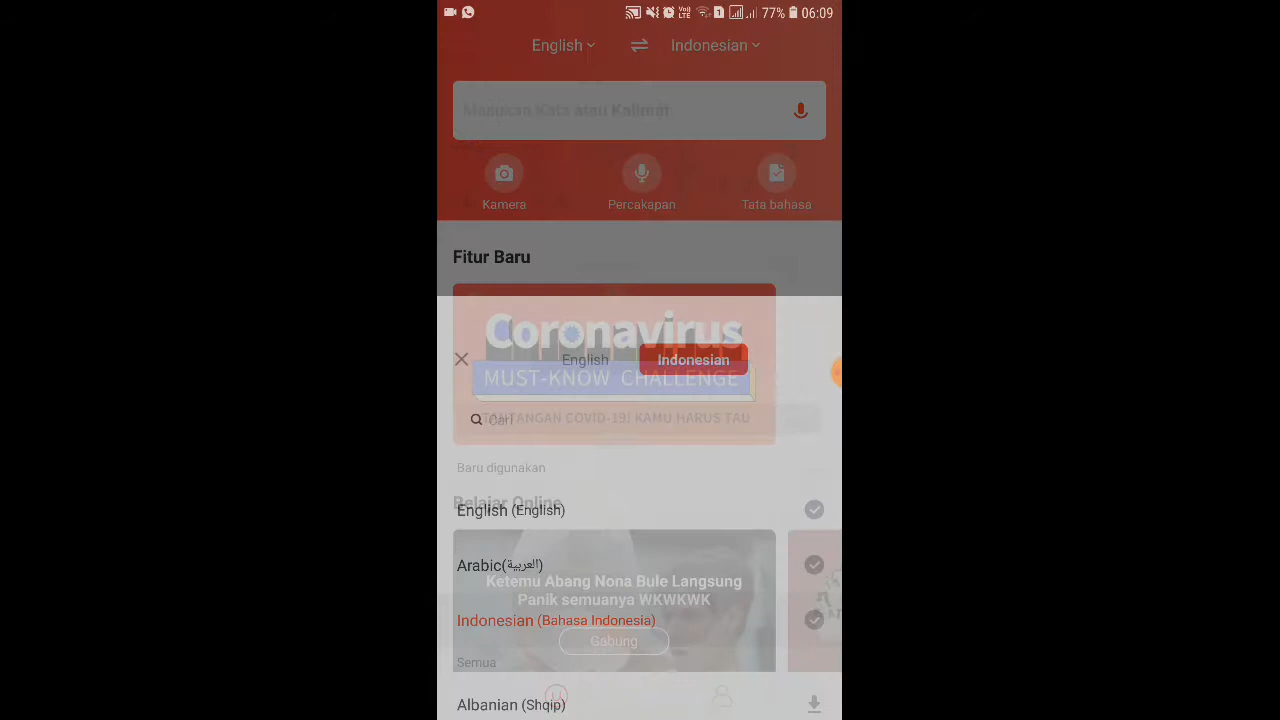 77% 06:09
English Indonesian
Masukan Kata atau Kalimat
Kamera Percakapan Tata bahasa
Fitur Baru
Coronavirus
English Indonesian
MUST-KNOW CHALLENGE
TANTANGAN COVID-19! KAMU HARUS TAU
Cari
Baru digunakan
Belajar Online
English (English)
Arabic(العربية)
Ketemu Abang Nona Bule Langsung
Panik semuanya WKWKWK
Indonesian (Bahasa Indonesia)
Gabung
Semua
Albanian (Shqip)